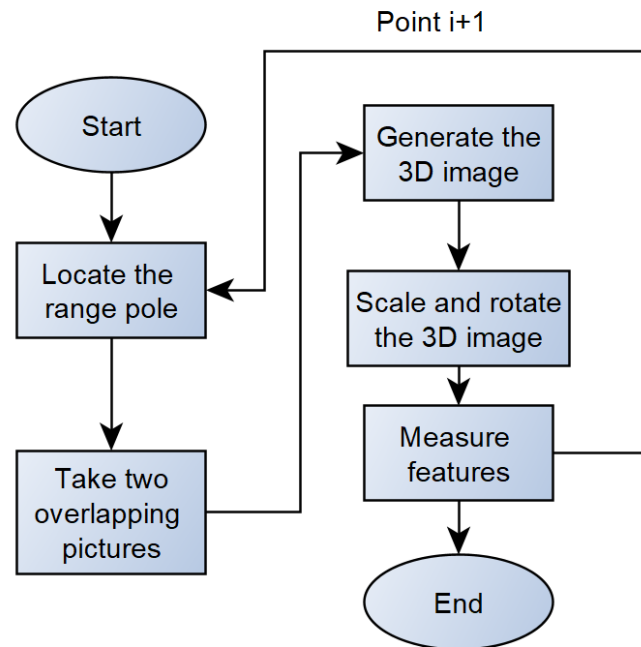 Point i+1
Start
Locate the
range pole
Take two
overlapping
pictures
Generate the
3D image
Scale and rotate
the 3D image
Measure
features
End